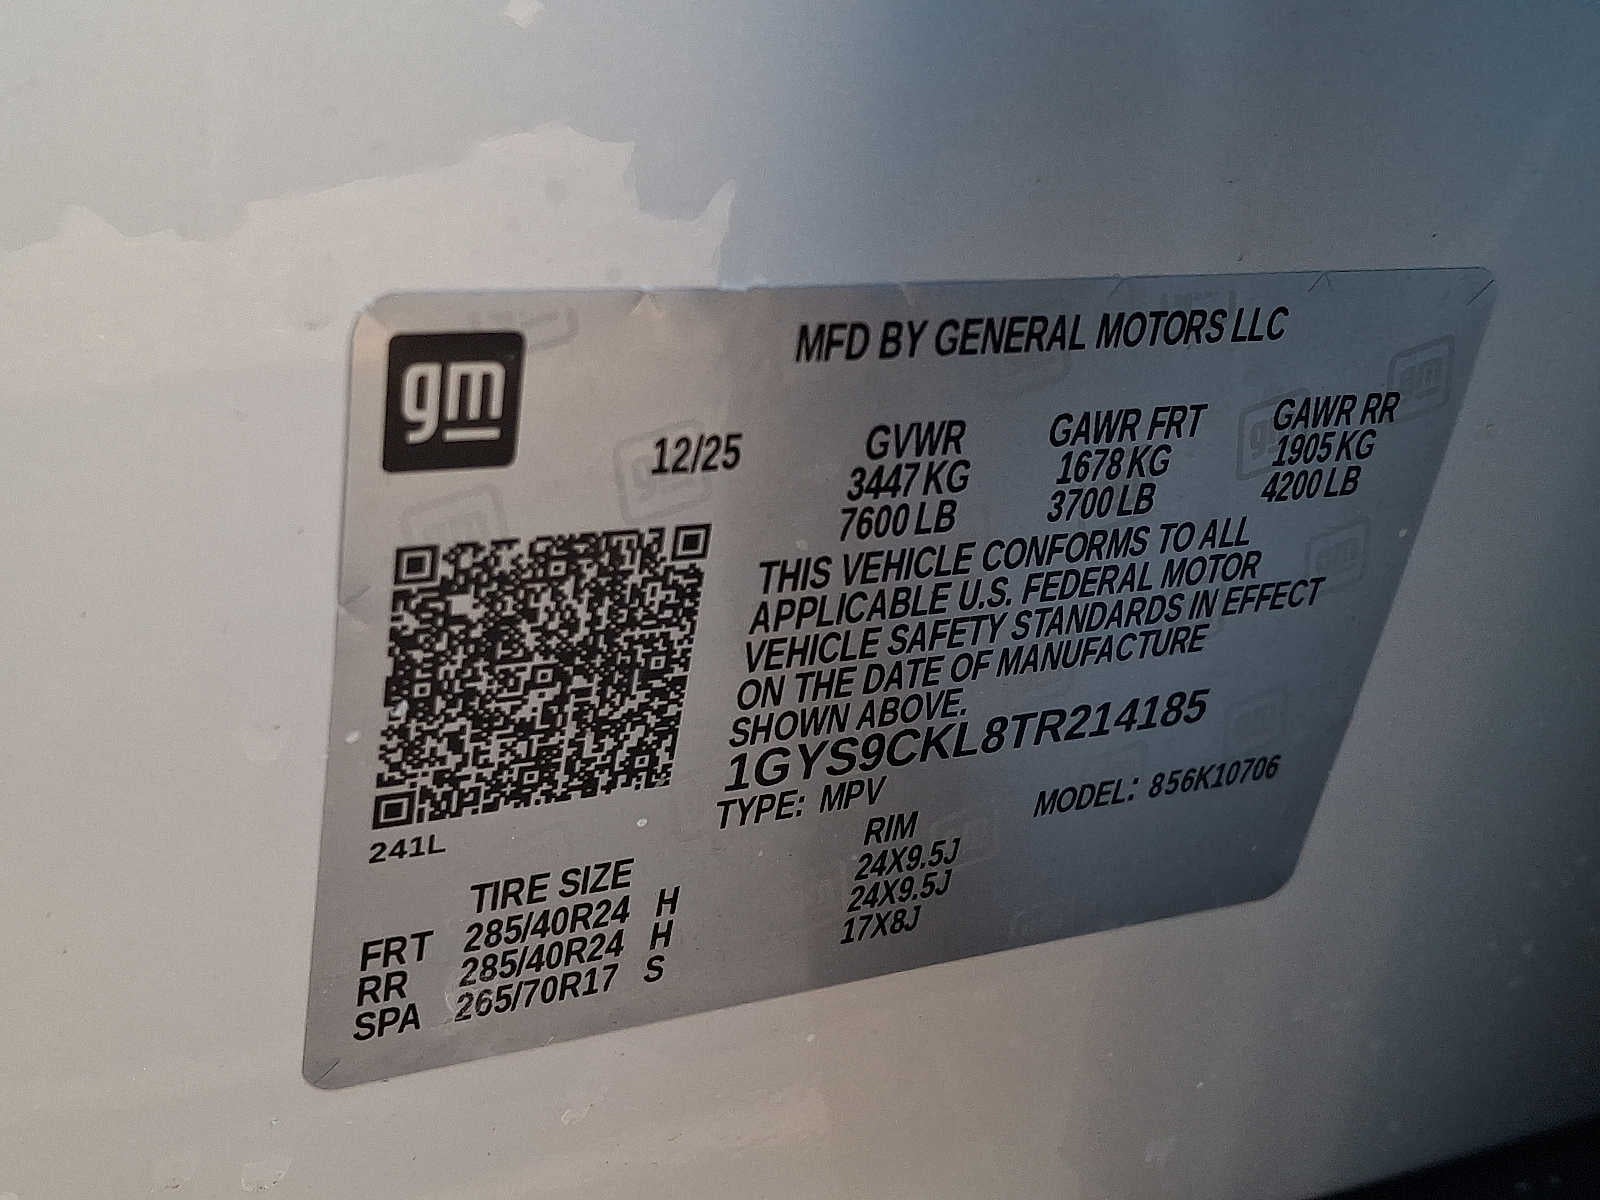 gm
MFD BY GENERAL MOTORS LLC
12/25 GVWR GAWR FRT GAWR RR
3447 KG 1678 KG 1905 KG
7600 LB 3700 LB 4200 LB
THIS VEHICLE CONFORMS TO ALL
APPLICABLE U.S. FEDERAL MOTOR
VEHICLE SAFETY STANDARDS IN EFFECT
ON THE DATE OF MANUFACTURE
SHOWN ABOVE.
1GYS9CKL8TR214185
TYPE: MPV MODEL: 856K10706
241L
TIRE SIZE RIM
FRT 285/40R24 H 24X9.5J
RR 285/40R24 H 24X9.5J
SPA 265/70R17 S 17X8J